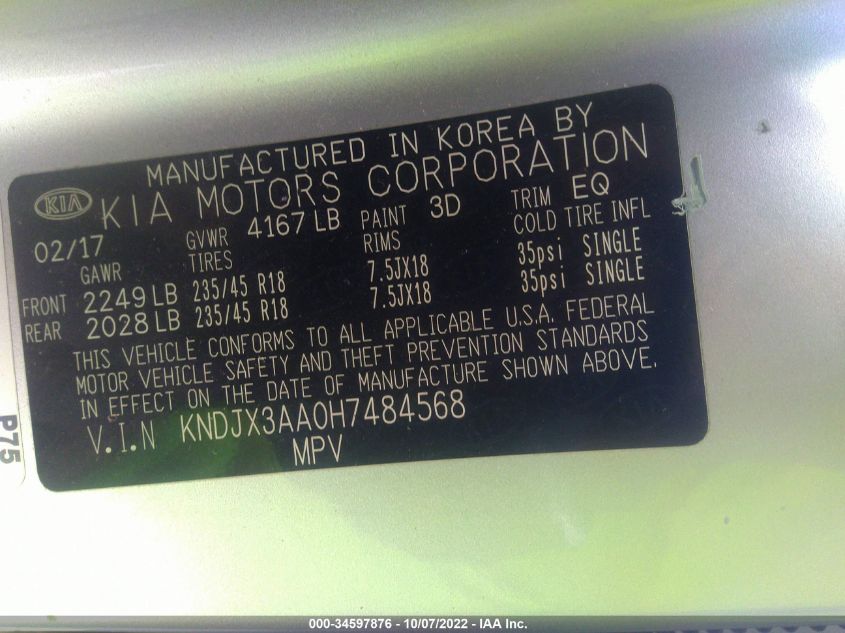 MANUFACTURED IN KOREA BY
KIA KIA MOTORS CORPORATION
02/17 GVWR 4167 LB PAINT 3D TRIM EQ
GAWR TIRES RIMS COLD TIRE INFL
FRONT 2249 LB 235/45 R18 7.5JX18 35psi SINGLE
REAR 2028 LB 235/45 R18 7.5JX18 35psi SINGLE
THIS VEHICLE CONFORMS TO ALL APPLICABLE U.S.A. FEDERAL
MOTOR VEHICLE SAFETY AND THEFT PREVENTION STANDARDS
IN EFFECT ON THE DATE OF MANUFACTURE SHOWN ABOVE.
V.I.N KNDJX3AA0H7484568
MPV
P75
000-34597876 - 10/07/2022 - IAA Inc.